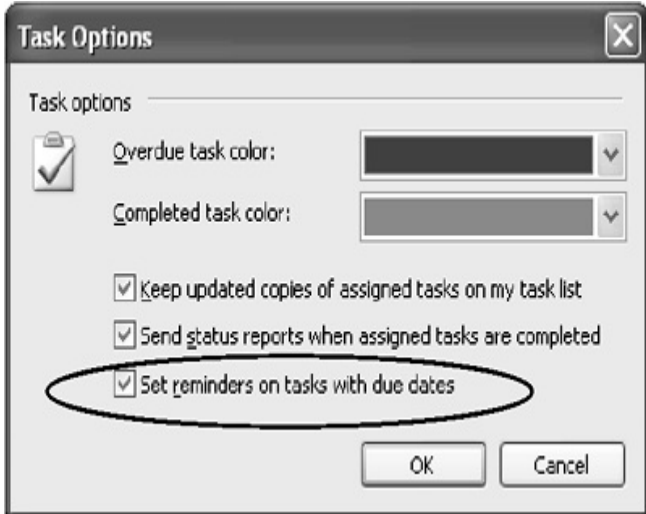 Task Options
Task options
Overdue task color:
Completed task color:
Keep updated copies of assigned tasks on my task list
Send status reports when assigned tasks are completed
Set reminders on tasks with due dates
OK Cancel